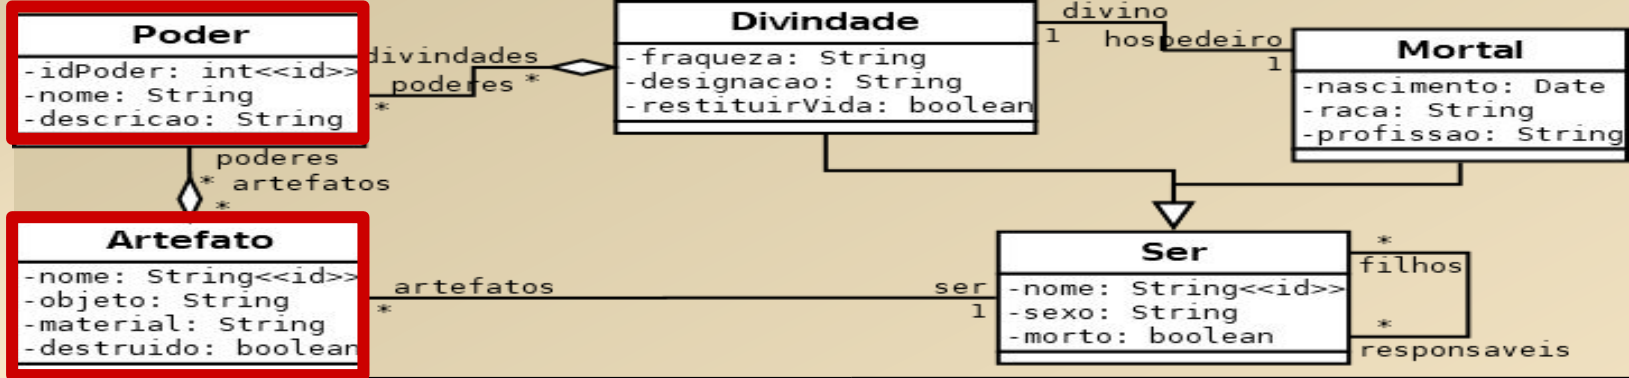 Poder
-idPoder: int<<id>>
-nome: String
-descricao: String
divindades
*
poderes
*
Divindade
-fraqueza: String
-designacao: String
-restituirVida: boolean
divino
1
hospedeiro
1
Mortal
-nascimento: Date
-raca: String
-profissao: String
poderes
*
artefatos
*
Artefato
-nome: String<<id>>
-objeto: String
-material: String
-destruido: boolean
artefatos
*
ser
1
Ser
-nome: String<<id>>
-sexo: String
-morto: boolean
*
filhos
*
responsaveis